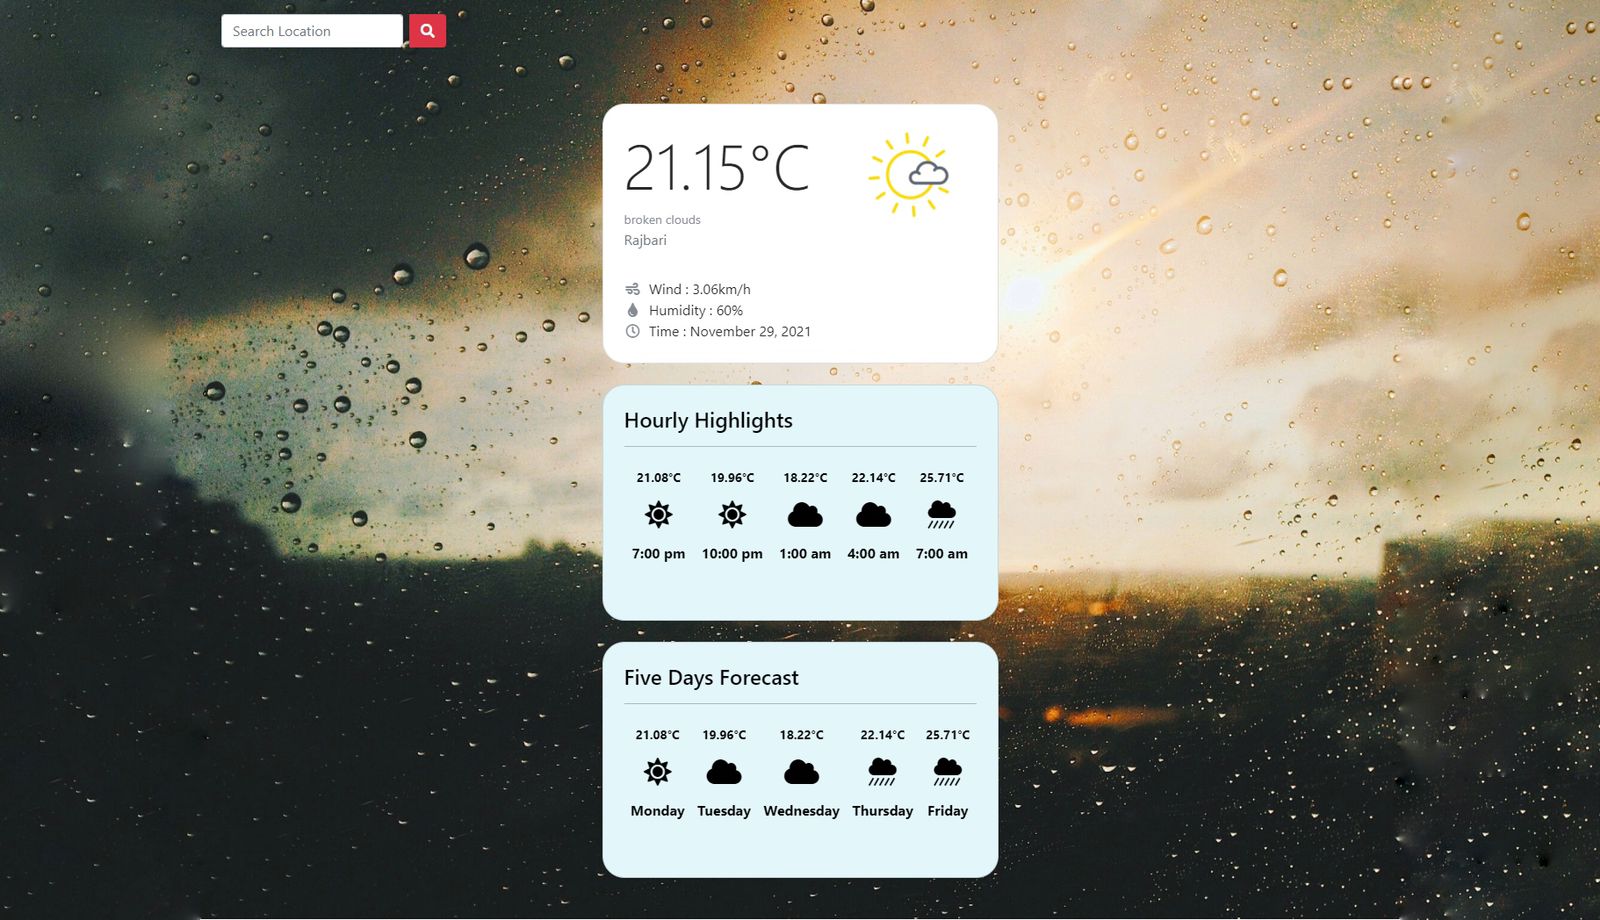 Search Location
21.15°C
broken clouds
Rajbari
Wind : 3.06km/h
Humidity : 60%
Time : November 29, 2021
Hourly Highlights
21.08°C 19.96°C 18.22°C 22.14°C 25.71°C
7:00 pm 10:00 pm 1:00 am 4:00 am 7:00 am
Five Days Forecast
21.08°C 19.96°C 18.22°C 22.14°C 25.71°C
Monday Tuesday Wednesday Thursday Friday